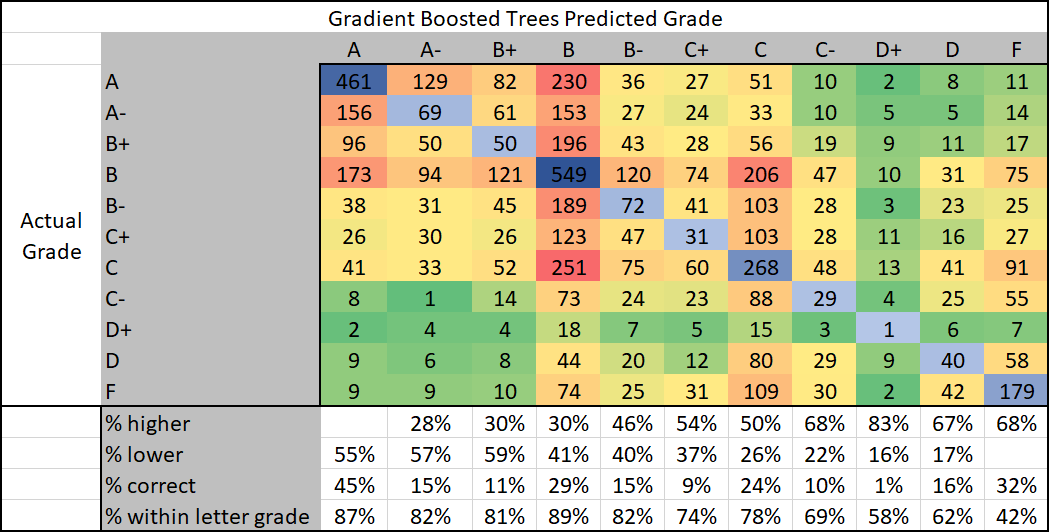 Gradient Boosted Trees Predicted Grade
A A- B+ B B- C+ C C- D+ D F
A 461 129 82 230 36 27 51 10 2 8 11
A- 156 69 61 153 27 24 33 10 5 5 14
B+ 96 50 50 196 43 28 56 19 9 11 17
B 173 94 121 549 120 74 206 47 10 31 75
B- 38 31 45 189 72 41 103 28 3 23 25
Actual
Grade
C+ 26 30 26 123 47 31 103 28 11 16 27
C 41 33 52 251 75 60 268 48 13 41 91
C- 8 1 14 73 24 23 88 29 4 25 55
D+ 2 4 4 18 7 5 15 3 1 6 7
D 9 6 8 44 20 12 80 29 9 40 58
F 9 9 10 74 25 31 109 30 2 42 179
% higher 28% 30% 30% 46% 54% 50% 68% 83% 67% 68%
% lower 55% 57% 59% 41% 40% 37% 26% 22% 16% 17%
% correct 45% 15% 11% 29% 15% 9% 24% 10% 1% 16% 32%
% within letter grade 87% 82% 81% 89% 82% 74% 78% 69% 58% 62% 42%